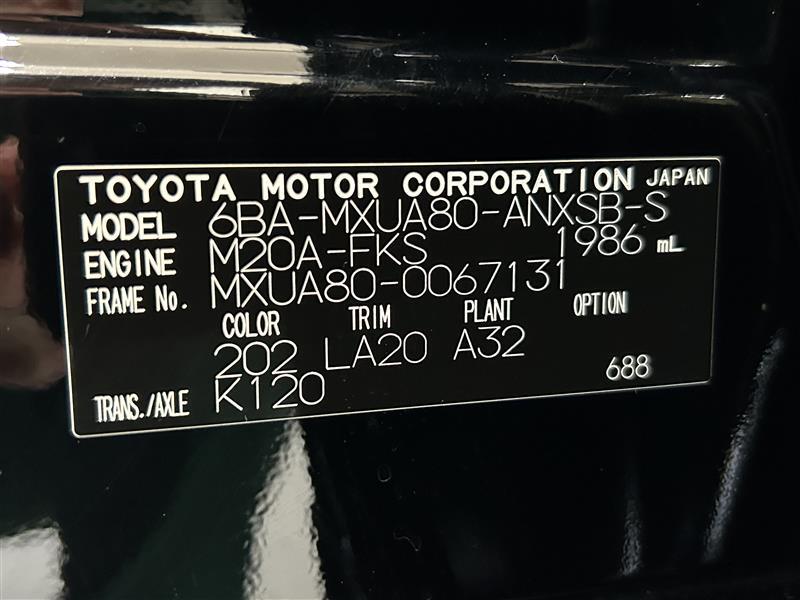 TOYOTA MOTOR CORPORATION JAPAN
MODEL 6BA-MXUA80-ANXSB-S
ENGINE M20A-FKS 1986 mL
FRAME No. MXUA80-0067131
COLOR TRIM PLANT OPTION
202 LA20 A32
TRANS./AXLE K120 688